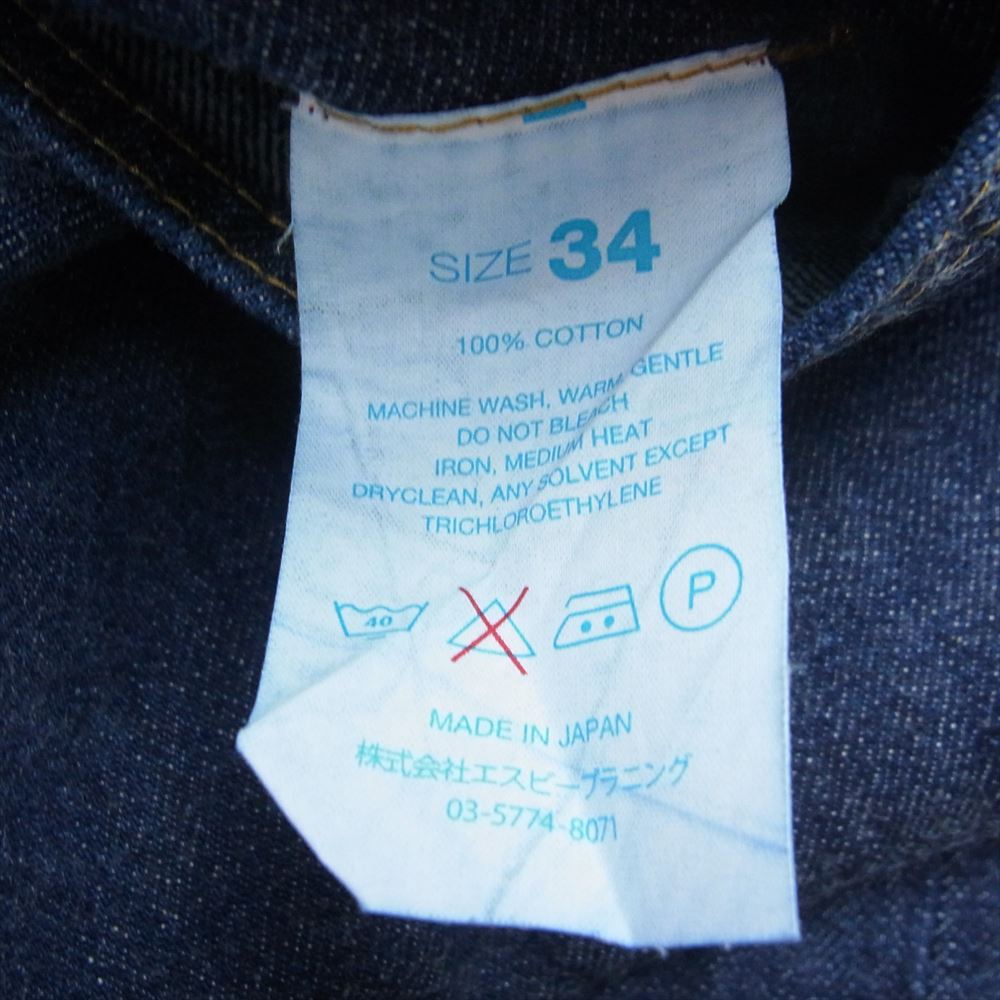 SIZE 34
100% COTTON
MACHINE WASH, WARM GENTLE
DO NOT BLEACH
IRON, MEDIUM HEAT
DRYCLEAN, ANY SOLVENT EXCEPT
TRICHLOROETHYLENE
40 P
MADE IN JAPAN
株式会社エスピープラニング
03-5774-8071